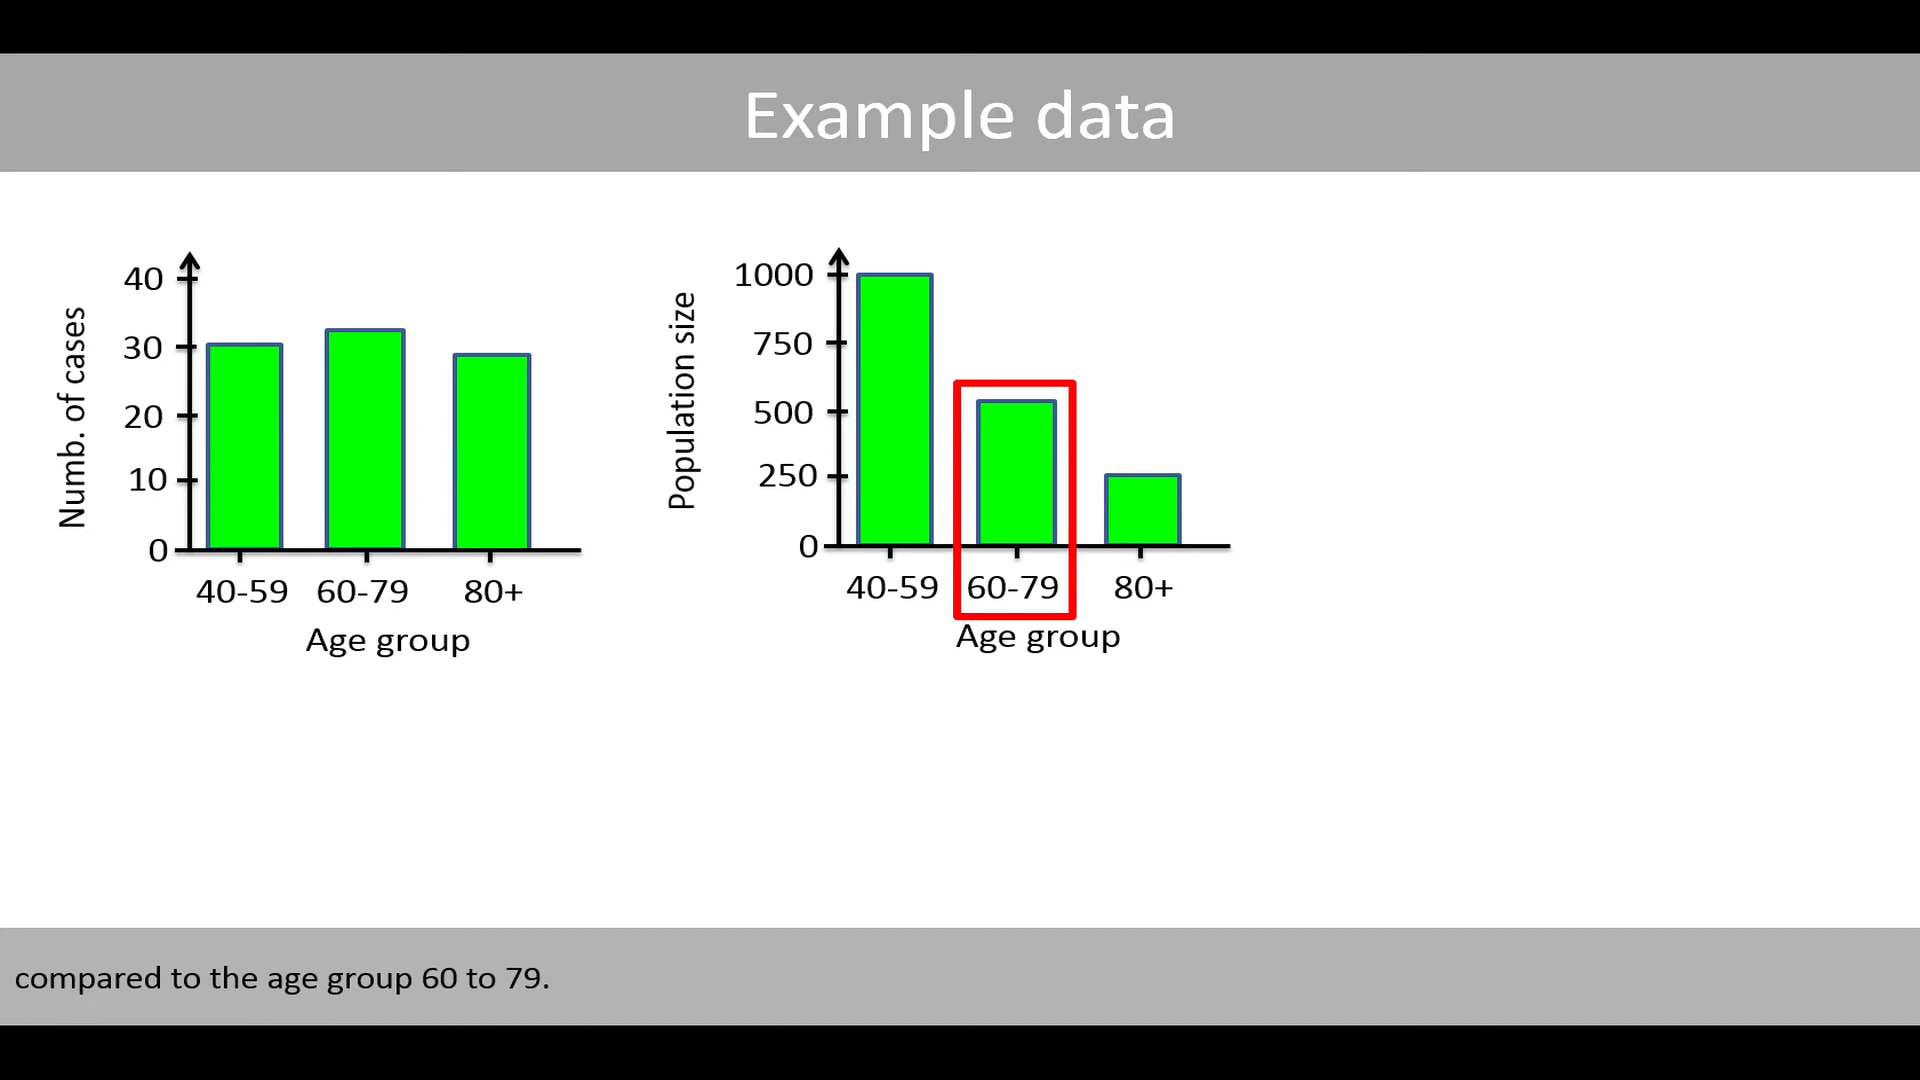 Example data
Numb. of cases
40
30
20
10
0
40-59 60-79 80+
Age group
Population size
1000
750
500
250
0
40-59 60-79 80+
Age group
compared to the age group 60 to 79.